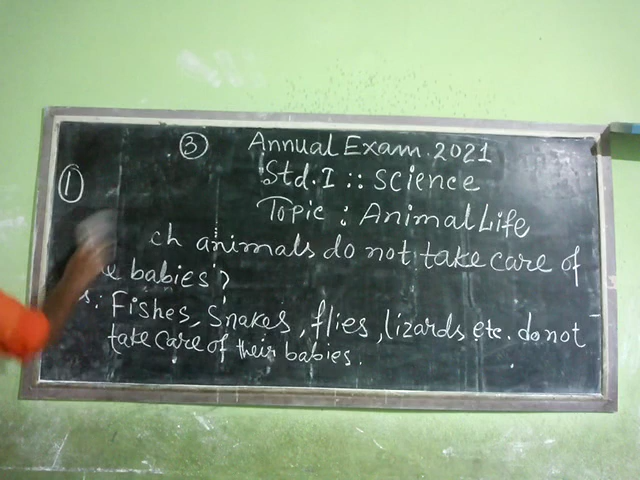 ③ Annual Exam. 2021
① Std. I :: Science
Topic : Animal Life
ch animals do not take care of
babies ?
s: Fishes, Snakes, flies, lizards etc. do not
take care of their babies.